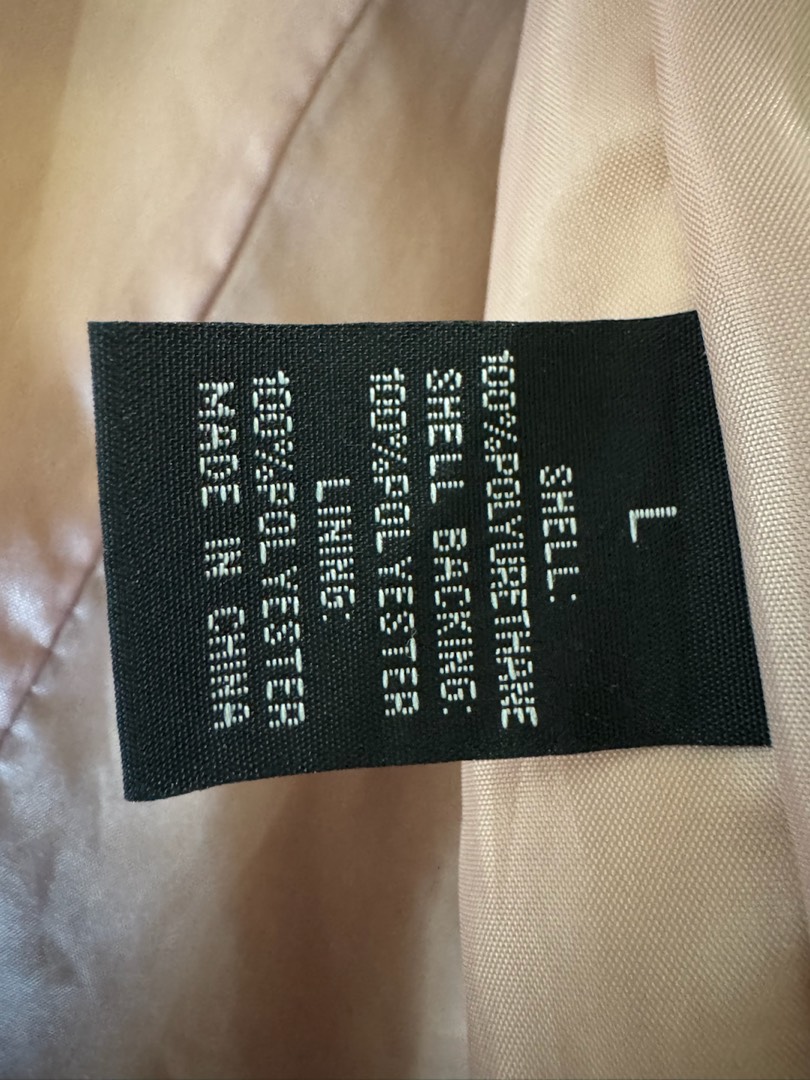 L
SHELL:
100%POLYURETHANE
SHELL BACKING:
100%POLYESTER
LINING:
100%POLYESTER
MADE IN CHINA